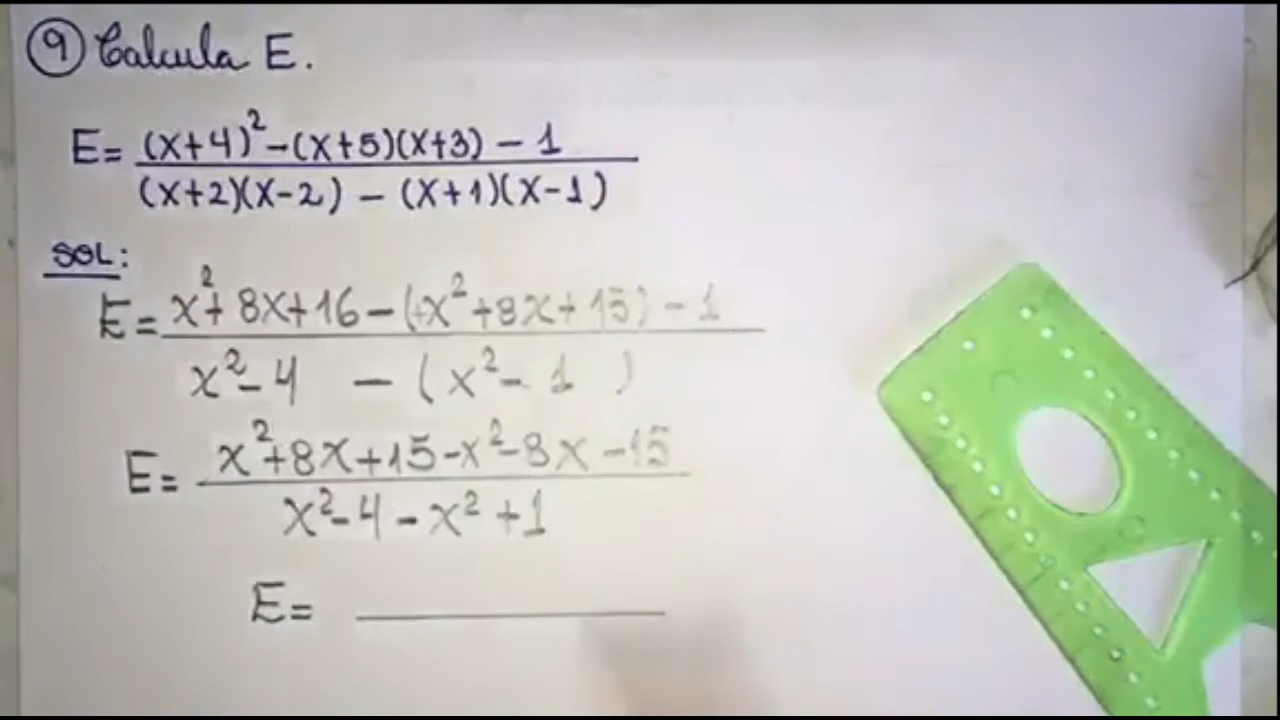 9 Calcula E.
E= (x+4)²-(x+5)(x+3) - 1
(x+2)(x-2) - (x+1)(x-1)
SOL:
E= x²+8x+16-(+x²+8x+15) - 1
x²-4 - (x²- 1 )
E= x²+8x+15-x²-8x-15
x²-4-x²+1
E=